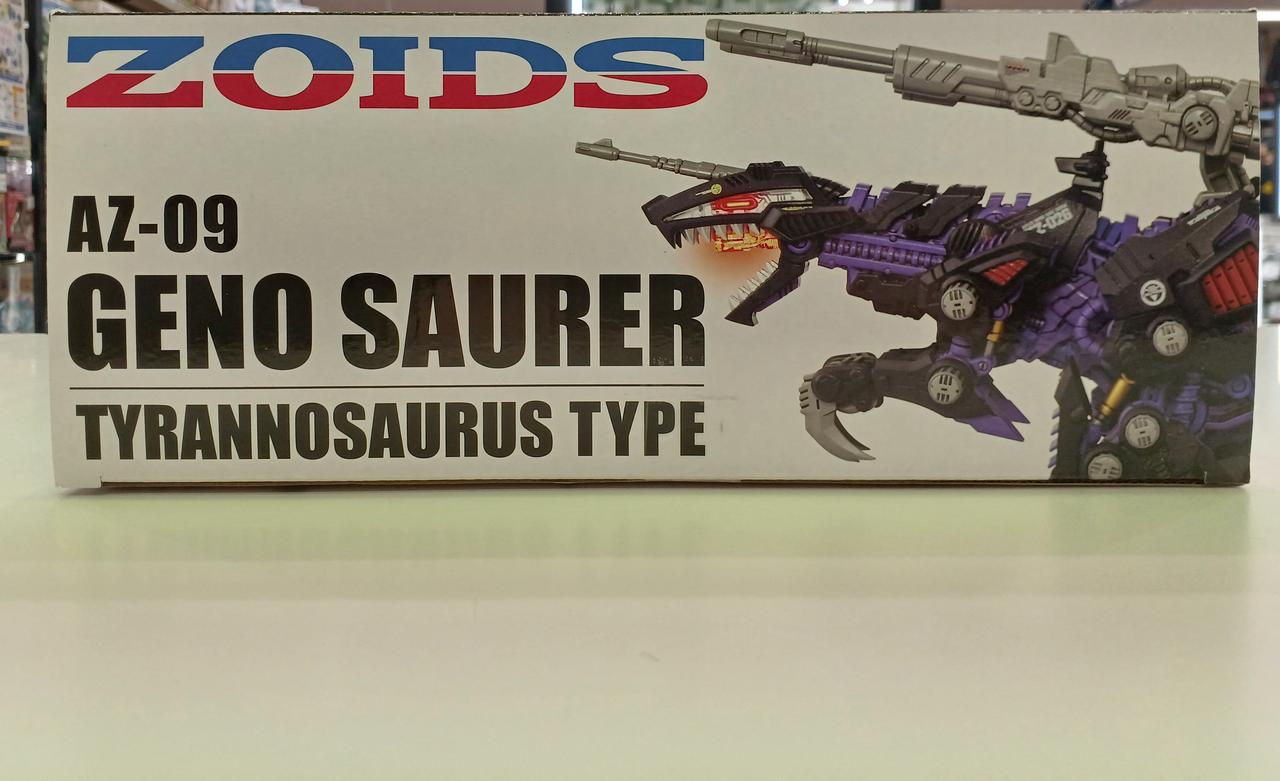 ZOIDS
AZ-09
GENO SAURER
TYRANNOSAURUS TYPE